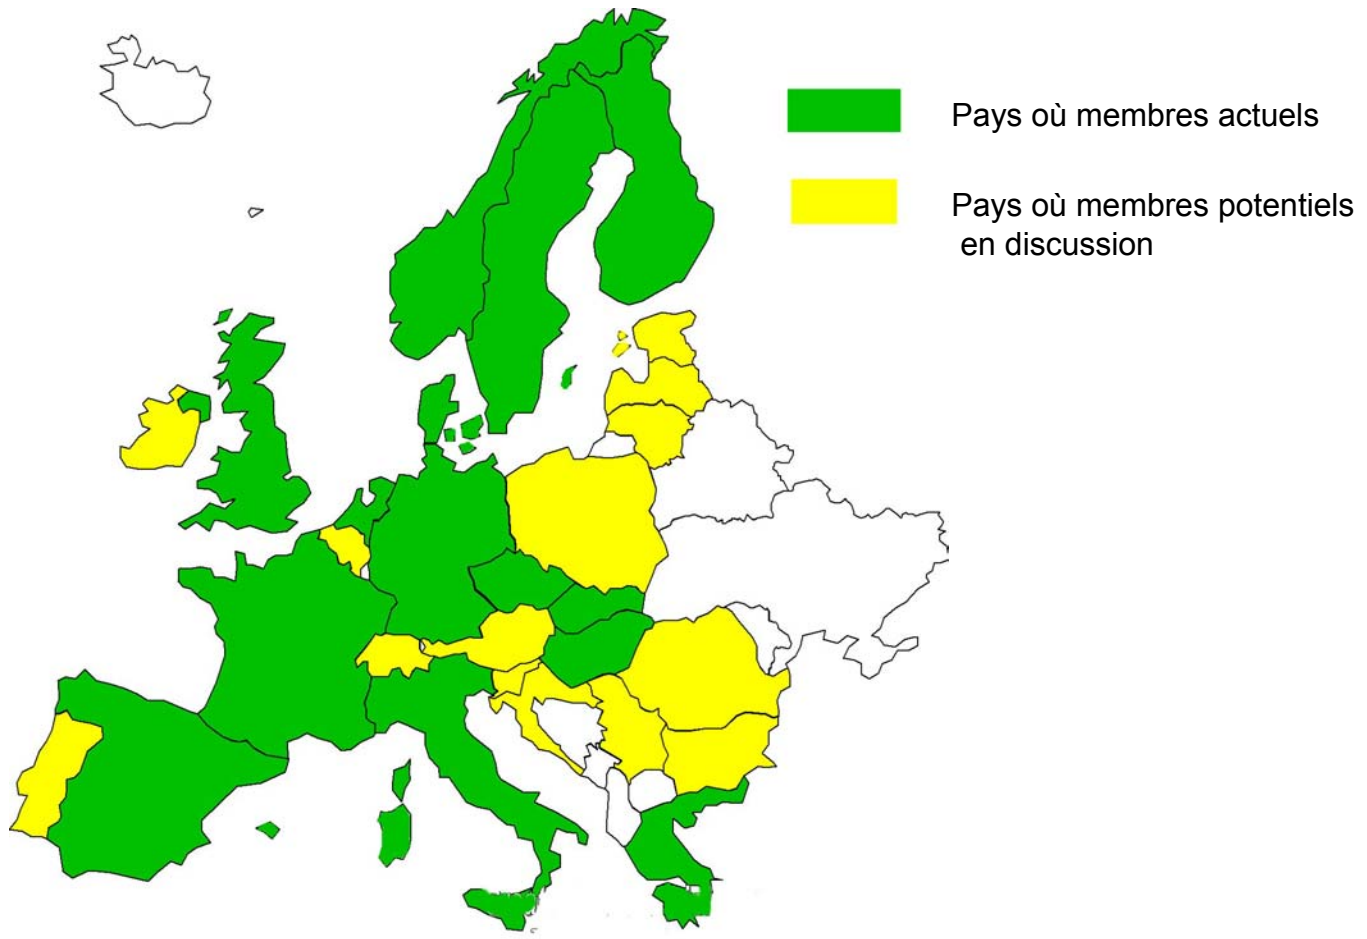 Pays où membres actuels
Pays où membres potentiels
en discussion